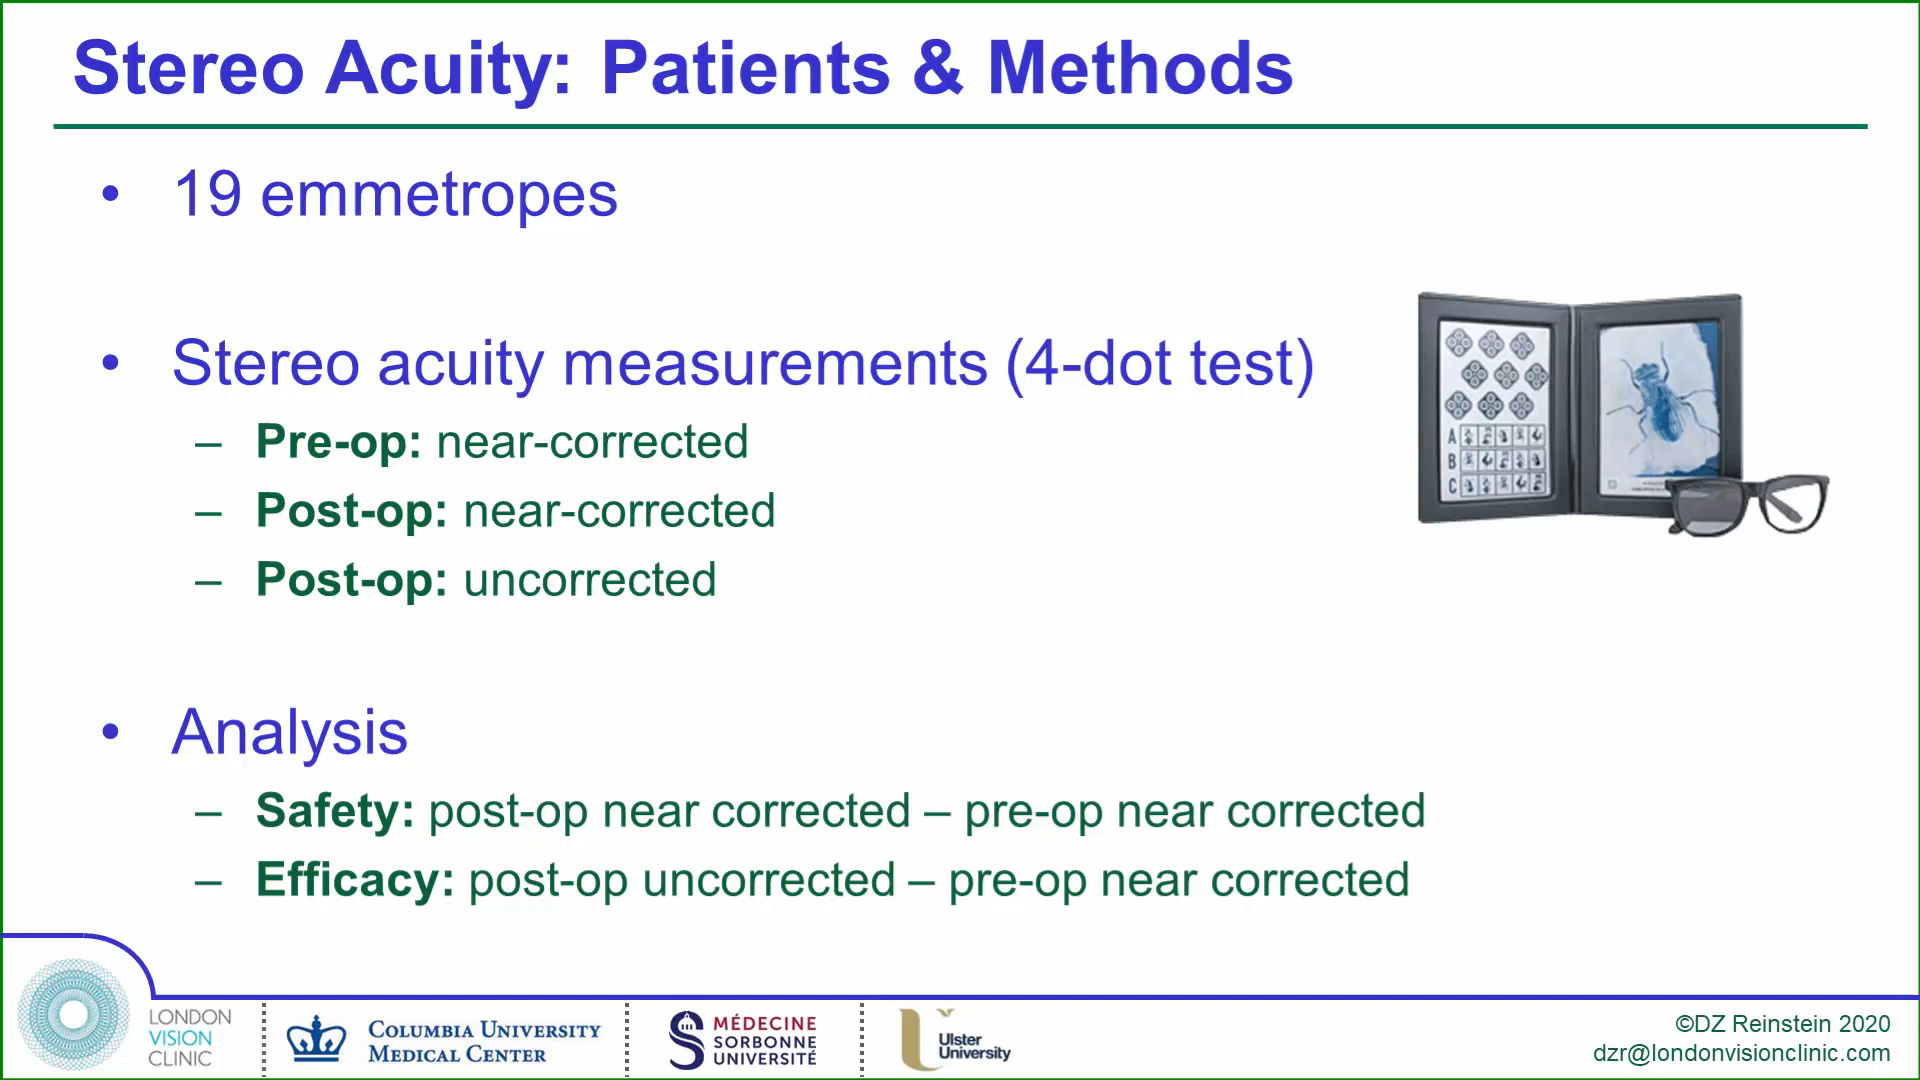 Stereo Acuity: Patients & Methods
• 19 emmetropes
• Stereo acuity measurements (4-dot test)
– Pre-op: near-corrected
– Post-op: near-corrected
– Post-op: uncorrected
A
B
C
• Analysis
– Safety: post-op near corrected – pre-op near corrected
– Efficacy: post-op uncorrected – pre-op near corrected
LONDON
VISION
CLINIC
COLUMBIA UNIVERSITY
MEDICAL CENTER
MÉDECINE
SORBONNE
UNIVERSITÉ
Ulster
University
©DZ Reinstein 2020
dzr@londonvisionclinic.com